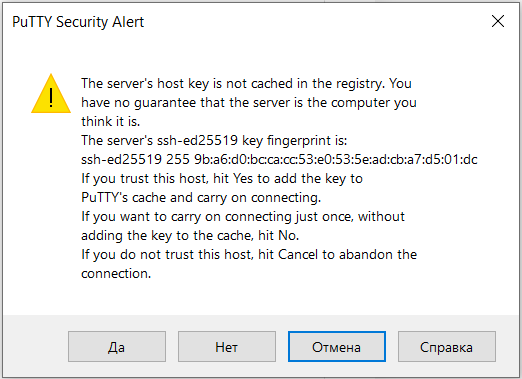 PuTTY Security Alert
The server's host key is not cached in the registry. You
have no guarantee that the server is the computer you
think it is.
The server's ssh-ed25519 key fingerprint is:
ssh-ed25519 255 9b:a6:d0:bc:ca:cc:53:e0:53:5e:ad:cb:a7:d5:01:dc
If you trust this host, hit Yes to add the key to
PuTTY's cache and carry on connecting.
If you want to carry on connecting just once, without
adding the key to the cache, hit No.
If you do not trust this host, hit Cancel to abandon the
connection.
Да Нет Отмена Справка